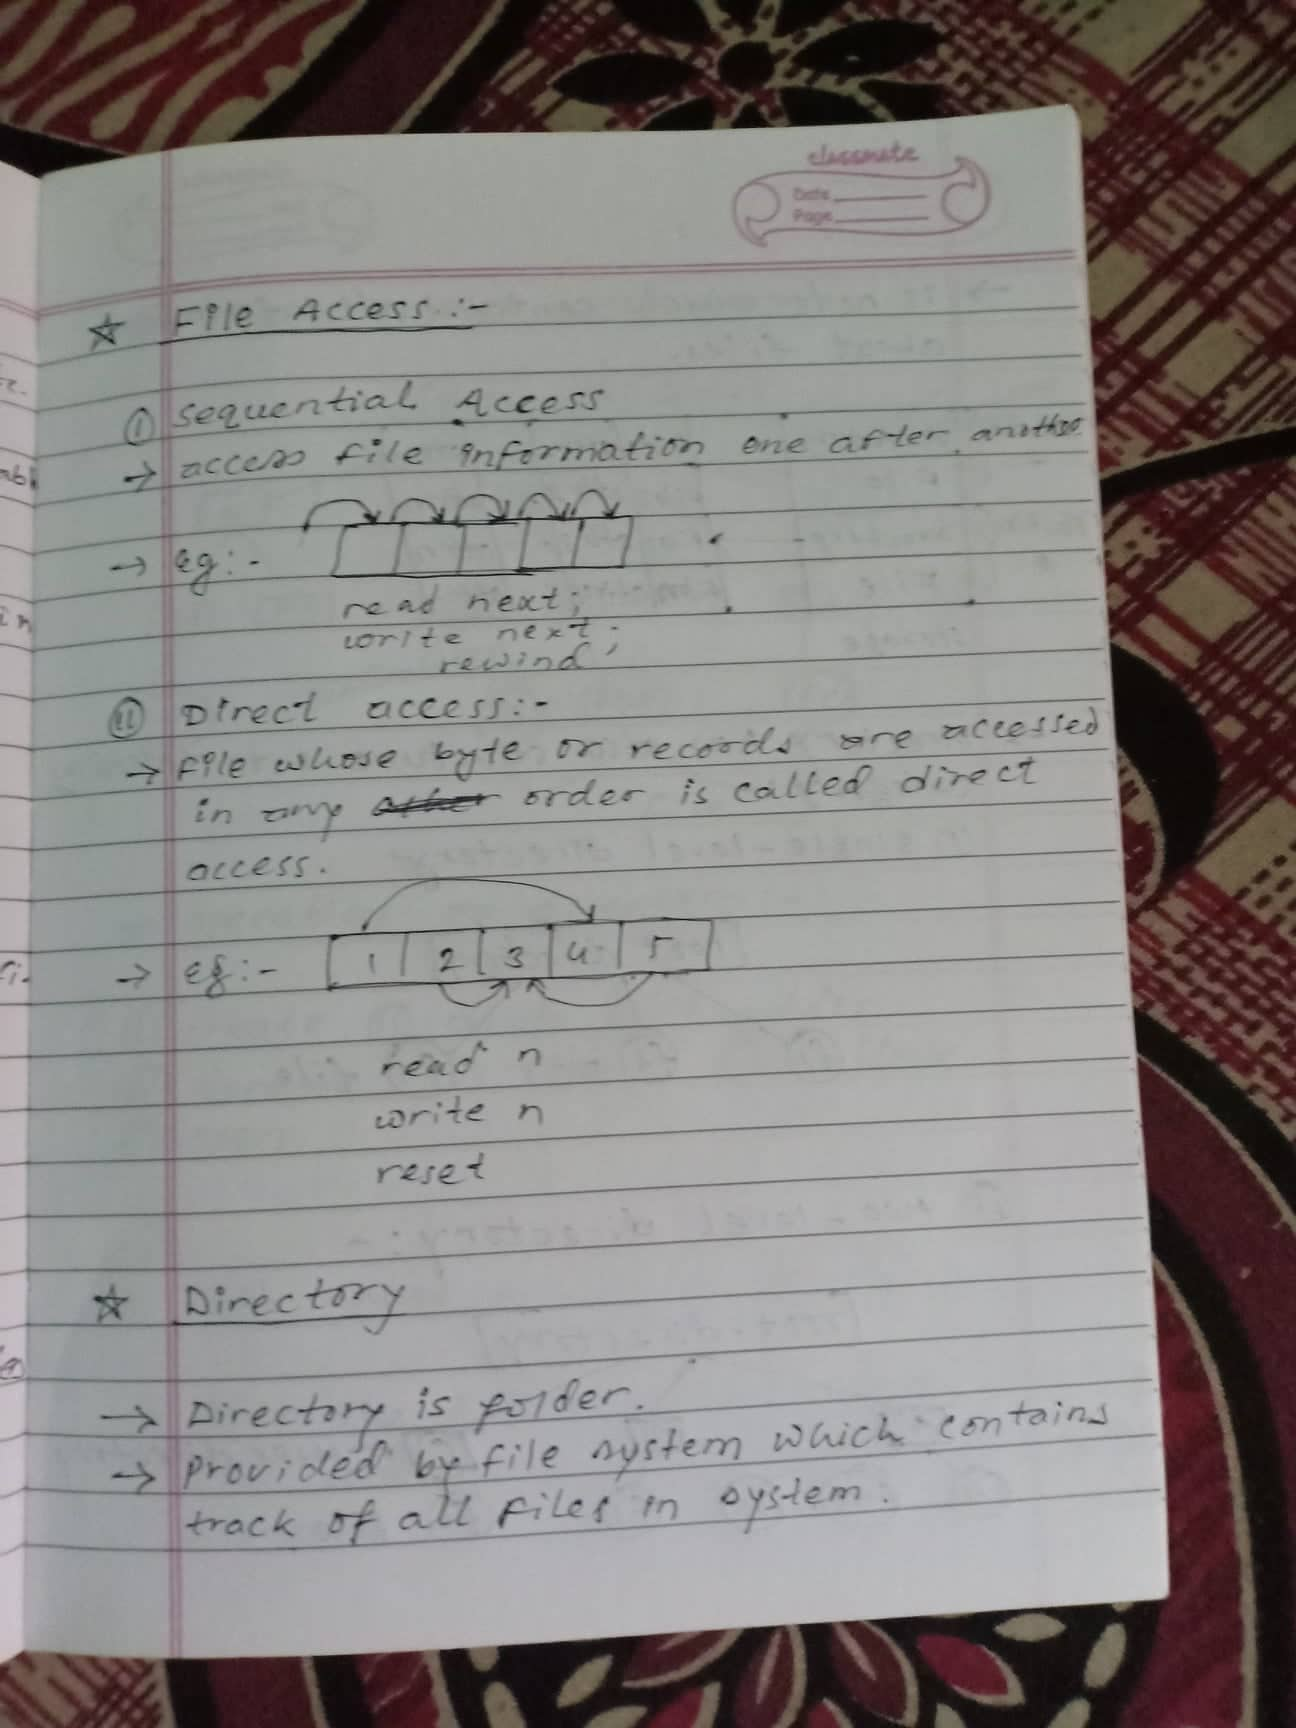 classmate
Date
Page
☆ File Access :-
(i) sequential Access
→ access file information one after another
→ eg:-
read next;
write next;
rewind
(ii) Direct access:-
→ file whose byte or records are accessed
in any order is called direct
access.
→ eg:- 1 2 3 4 5
read n
write n
reset
☆ Directory
→ Directory is folder.
→ Provided by file system which contains
track of all files in system.